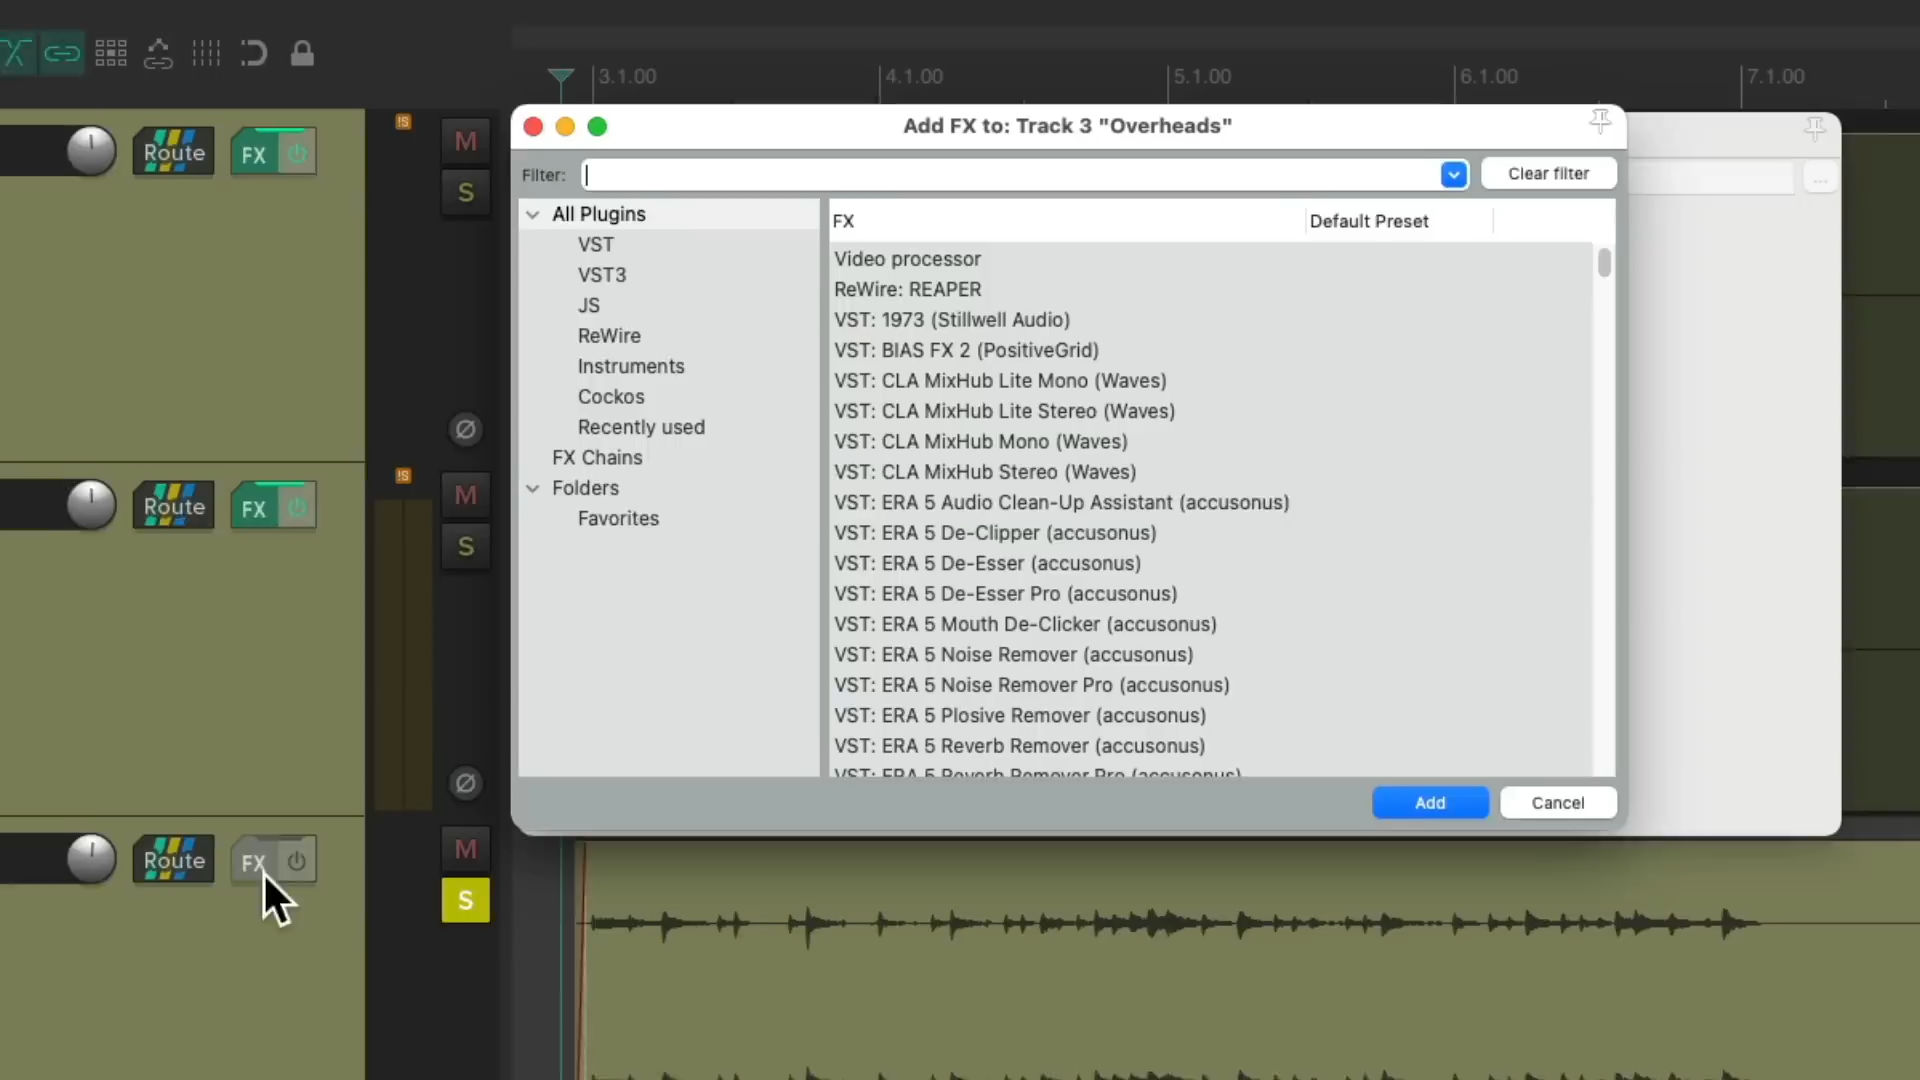 3.1.00
4.1.00
5.1.00
6.1.00
7.1.00
Add FX to: Track 3 "Overheads"
Filter:
Clear filter
...
All Plugins
VST
VST3
JS
ReWire
Instruments
Cockos
Recently used
FX Chains
Folders
Favorites
FX
Default Preset
Video processor
ReWire: REAPER
VST: 1973 (Stillwell Audio)
VST: BIAS FX 2 (PositiveGrid)
VST: CLA MixHub Lite Mono (Waves)
VST: CLA MixHub Lite Stereo (Waves)
VST: CLA MixHub Mono (Waves)
VST: CLA MixHub Stereo (Waves)
VST: ERA 5 Audio Clean-Up Assistant (accusonus)
VST: ERA 5 De-Clipper (accusonus)
VST: ERA 5 De-Esser (accusonus)
VST: ERA 5 De-Esser Pro (accusonus)
VST: ERA 5 Mouth De-Clicker (accusonus)
VST: ERA 5 Noise Remover (accusonus)
VST: ERA 5 Noise Remover Pro (accusonus)
VST: ERA 5 Plosive Remover (accusonus)
VST: ERA 5 Reverb Remover (accusonus)
VST: ERA 5 Reverb Remover Pro (accusonus)
Add
Cancel
Route
FX
!S
M
S
Route
FX
!S
M
S
Route
FX
M
S